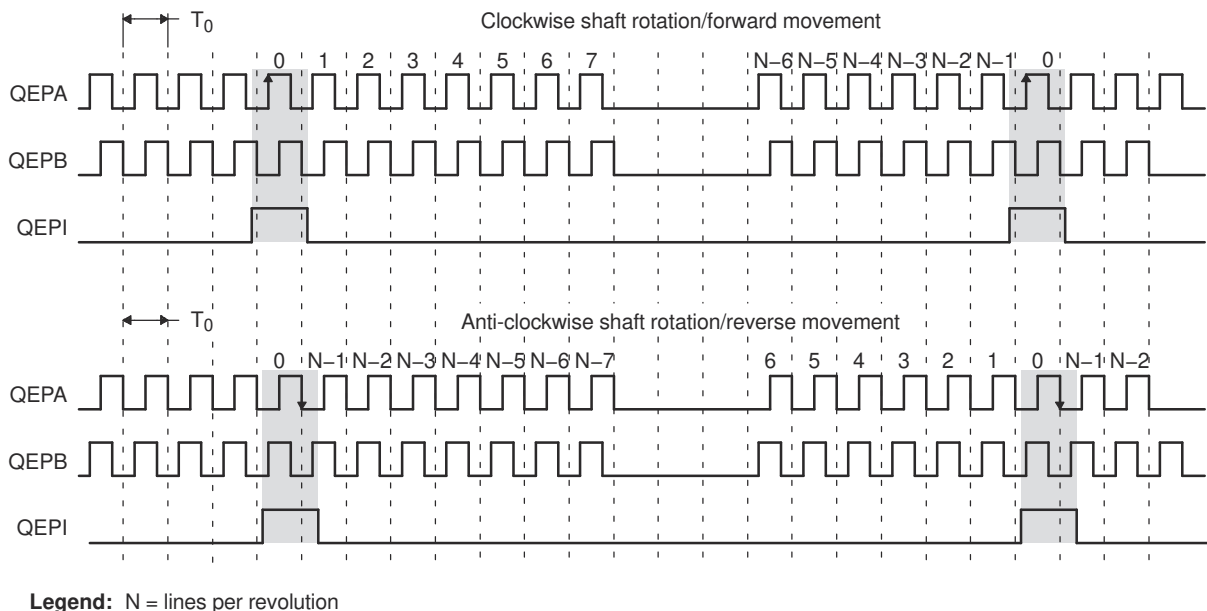 T0 Clockwise shaft rotation/forward movement
0 1 2 3 4 5 6 7 N−6 N−5 N−4 N−3 N−2 N−1 0
QEPA
QEPB
QEPI
T0 Anti-clockwise shaft rotation/reverse movement
0 N−1 N−2 N−3 N−4 N−5 N−6 N−7 6 5 4 3 2 1 0 N−1 N−2
QEPA
QEPB
QEPI
Legend: N = lines per revolution